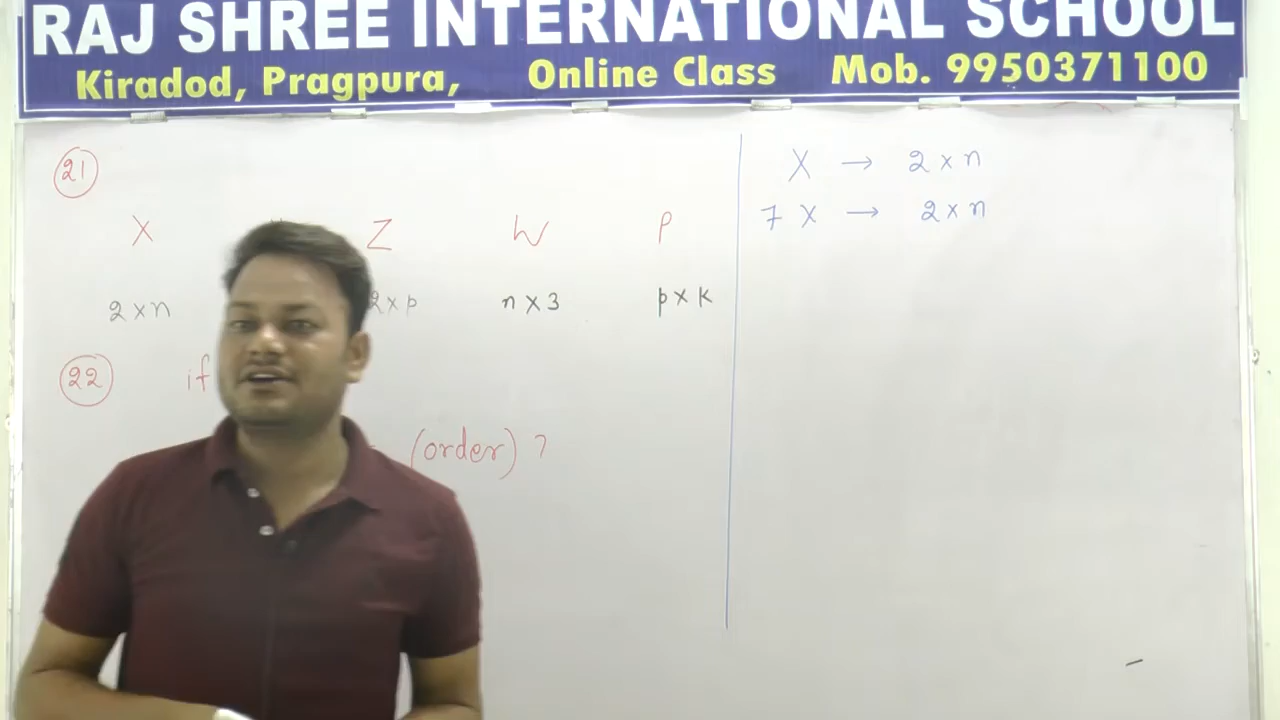 RAJ SHREE INTERNATIONAL SCHOOL
Kiradod, Pragpura, Online Class Mob. 9950371100
21
X Z W P
2 x n 2 x p n x 3 p x k
22 if
(order) ?
X → 2 x n
7 X → 2 x n